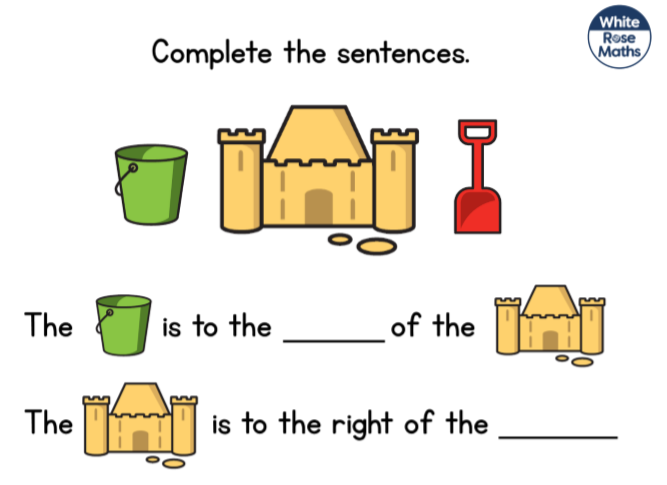 White
Rose
Maths
Complete the sentences.
The is to the ______ of the
The is to the right of the ________